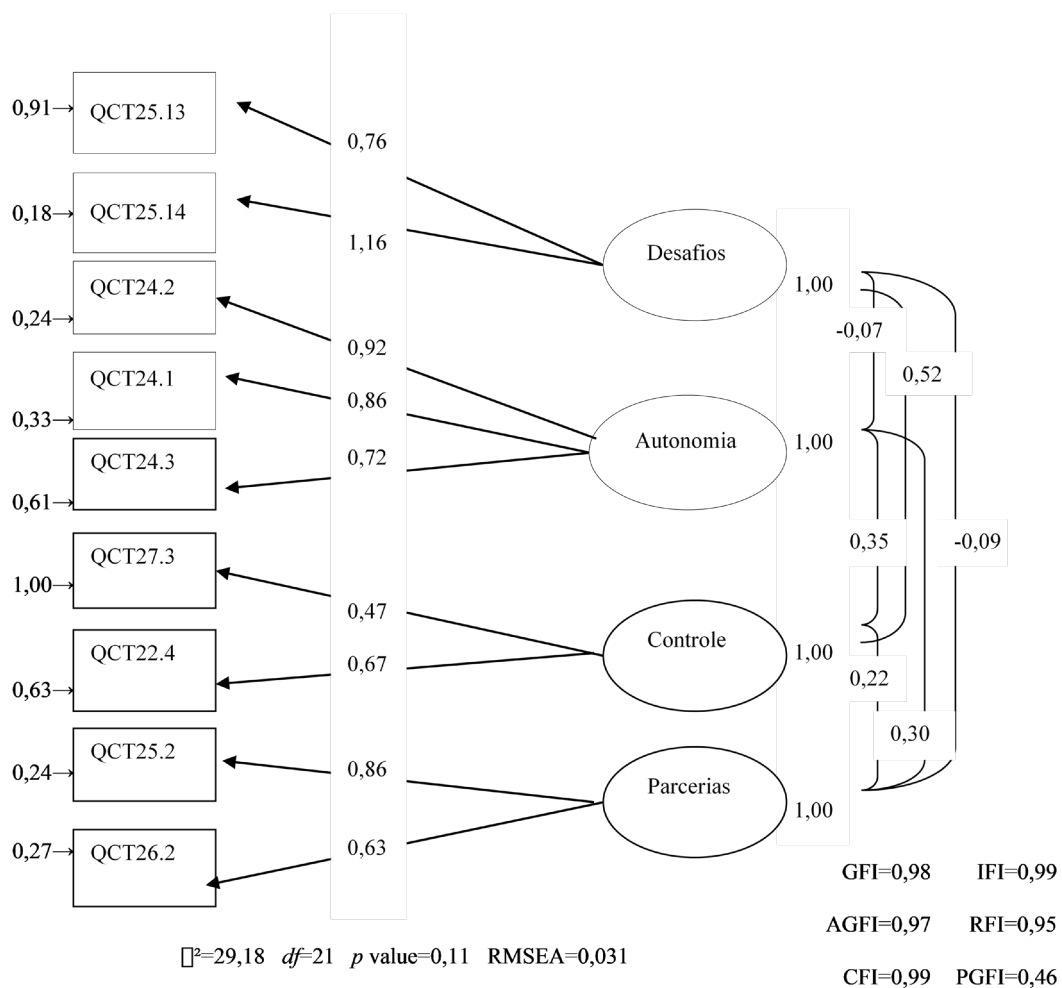 0,91→ QCT25.13
0,76
0,18→ QCT25.14
1,16
Desafios
1,00
QCT24.2
0,24→
-0,07
0,92
0,52
QCT24.1
0,86
0,33→
Autonomia
1,00
QCT24.3
0,72
0,61→
QCT27.3
0,35
-0,09
1,00→
0,47
QCT22.4
0,67
Controle
1,00
0,63→
0,22
QCT25.2
0,30
0,24→
0,86
Parcerias
1,00
0,27→ QCT26.2
0,63
GFI=0,98 IFI=0,99
AGFI=0,97 RFI=0,95
▯²=29,18 df=21 p value=0,11 RMSEA=0,031
CFI=0,99 PGFI=0,46